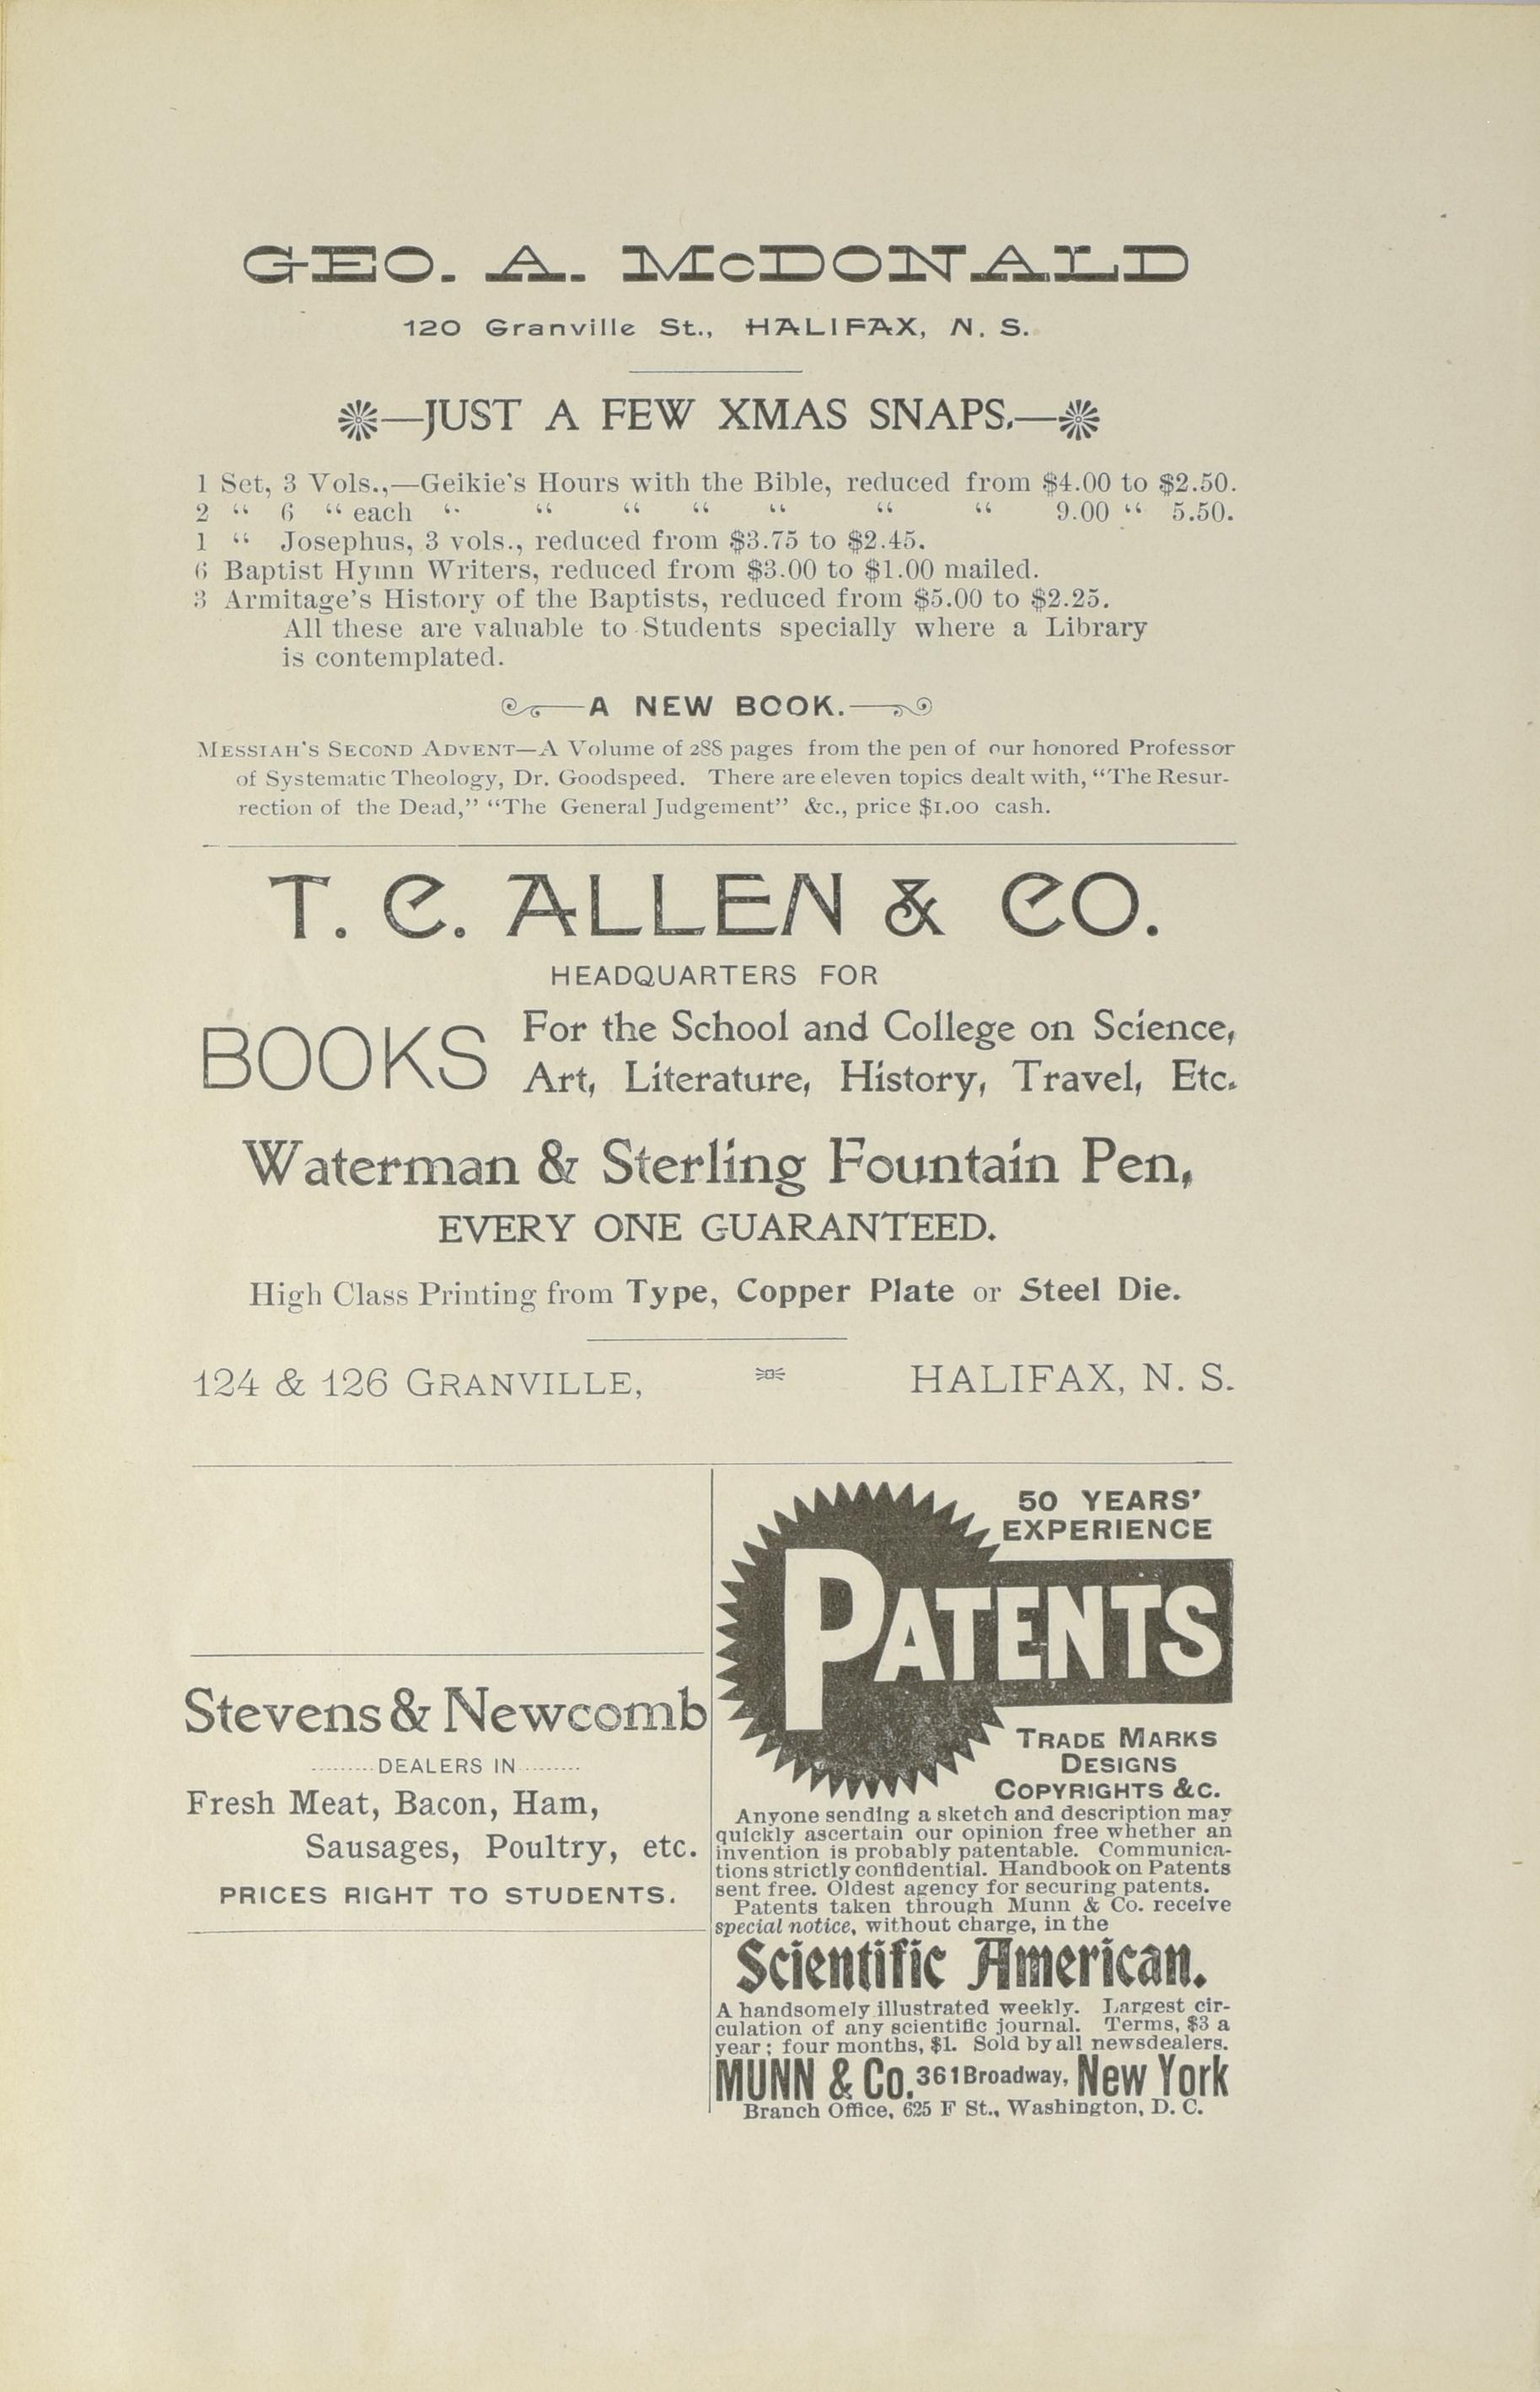 GEO. A. McDONALD
120 Granville St., HALIFAX, N. S.
—JUST A FEW XMAS SNAPS.—
1 Set, 3 Vols.,—Geikie's Hours with the Bible, reduced from $4.00 to $2.50.
2 “ 6 “ each “ “ “ “ “ “ “ 9.00 “ 5.50.
1 “ Josephus, 3 vols., reduced from $3.75 to $2.45.
6 Baptist Hymn Writers, reduced from $3.00 to $1.00 mailed.
3 Armitage's History of the Baptists, reduced from $5.00 to $2.25.
All these are valuable to Students specially where a Library
is contemplated.
—A NEW BOOK.—
MESSIAH'S SECOND ADVENT—A Volume of 288 pages from the pen of our honored Professor
of Systematic Theology, Dr. Goodspeed. There are eleven topics dealt with, “The Resur-
rection of the Dead,” “The General Judgement” &c., price $1.00 cash.
T. C. ALLEN & CO.
HEADQUARTERS FOR
BOOKS For the School and College on Science,
Art, Literature, History, Travel, Etc.
Waterman & Sterling Fountain Pen,
EVERY ONE GUARANTEED.
High Class Printing from Type, Copper Plate or Steel Die.
124 & 126 GRANVILLE, HALIFAX, N. S.
Stevens & Newcomb
DEALERS IN
Fresh Meat, Bacon, Ham,
Sausages, Poultry, etc.
PRICES RIGHT TO STUDENTS.
50 YEARS'
EXPERIENCE
PATENTS
TRADE MARKS
DESIGNS
COPYRIGHTS &C.
Anyone sending a sketch and description may
quickly ascertain our opinion free whether an
invention is probably patentable. Communica-
tions strictly confidential. Handbook on Patents
sent free. Oldest agency for securing patents.
Patents taken through Munn & Co. receive
special notice, without charge, in the
Scientific American.
A handsomely illustrated weekly. Largest cir-
culation of any scientific journal. Terms, $3 a
year; four months, $1. Sold by all newsdealers.
MUNN & Co. 361 Broadway, New York
Branch Office, 625 F St., Washington, D. C.